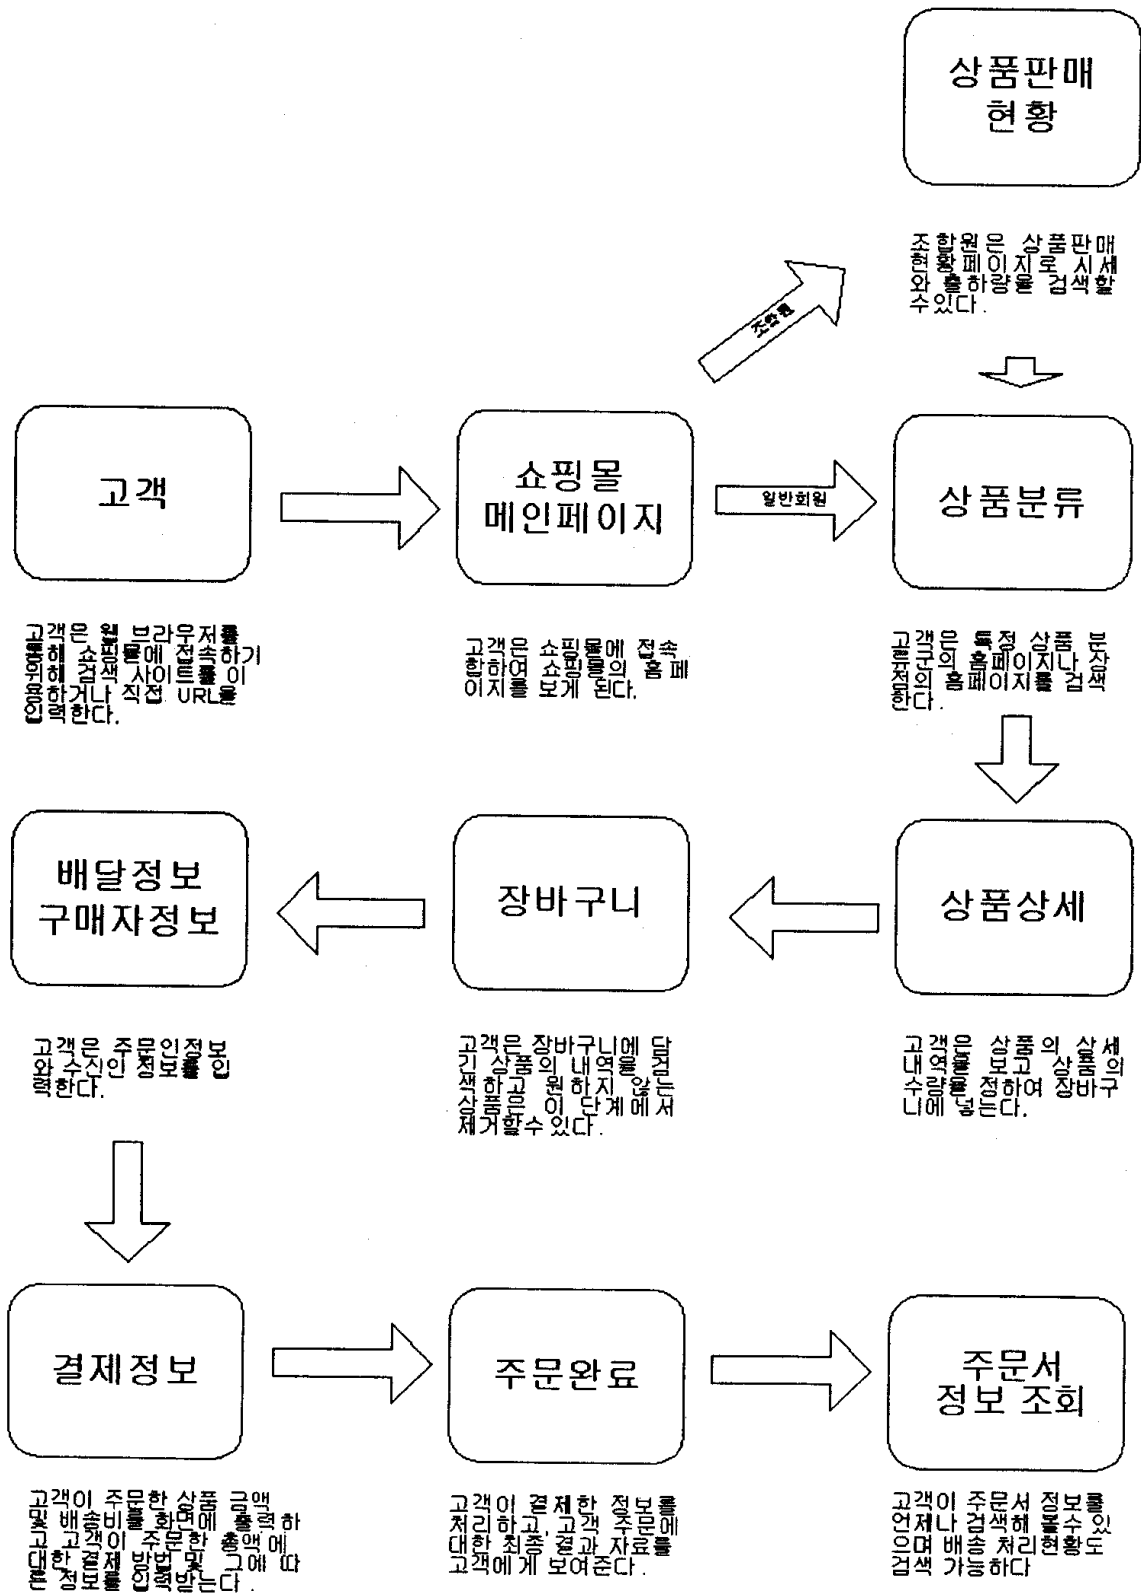 상품판매
현황
조합원은 상품판매
현황페이지로 시세
와 출하량을 검색할
수있다.
조합원
고객
쇼핑몰
메인페이지
일반회원
상품분류
고객은 웹 브라우저를
통해 쇼핑몰에 접속하기
위해 검색 사이트를 이
용하거나 직접 URL을
입력한다.
고객은 쇼핑몰에 접속
합하여 쇼핑몰의 홈페
이지를 보게 된다.
고객은 특정 상품 분
류군의 홈페이지나 상
점의 홈페이지를 검색
한다.
배달정보
구매자정보
장바구니
상품상세
고객은 주문인정보
와 수신인 정보를 입
력한다.
고객은 장바구니에 담
긴 상품의 내역을 검
색하고 원하지 않는
상품은 이 단계에서
제거할수있다.
고객은 상품의 상세
내역을 보고 상품의
수량을 정하여 장바구
니에 넣는다.
결제정보
주문완료
주문서
정보 조회
고객이 주문한 상품 금액
및 배송비를 화면에 출력하
고 고객이 주문한 총액에
대한 결제 방법 및 그에 따
른 정보를 입력받는다.
고객이 결제한 정보를
처리하고, 고객 주문에
대한 최종 결과 자료를
고객에게 보여준다.
고객이 주문서 정보를
언제나 검색해 볼수 있
으며 배송 처리현황도
검색 가능하다